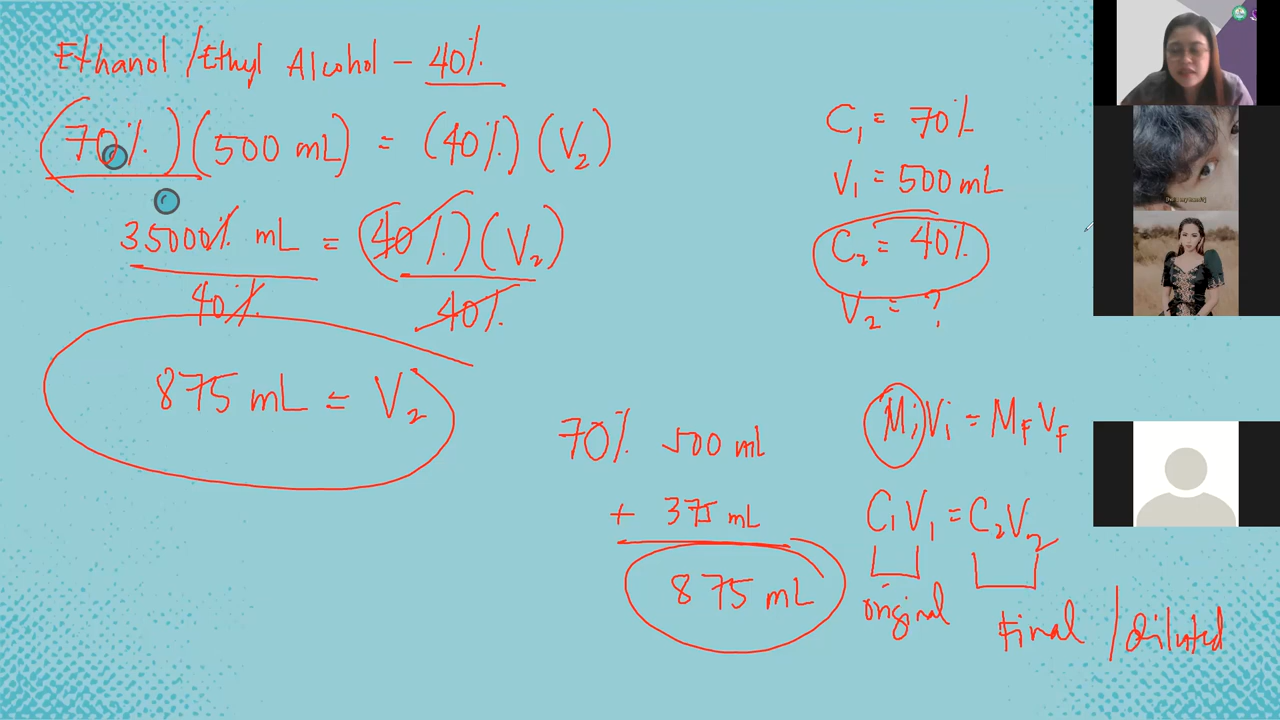 Ethanol / Ethyl Alcohol - 40%
(70%)(500 mL) = (40%)(V₂)
35000% mL = (40%)(V₂)
40% 40%
875 mL = V₂
C₁ = 70%
V₁ = 500 mL
C₂ = 40%
V₂ = ?
70% 500 mL
+ 375 mL
875 mL
MᵢVᵢ = M_F V_F
C₁V₁ = C₂V₂
original
Final / diluted